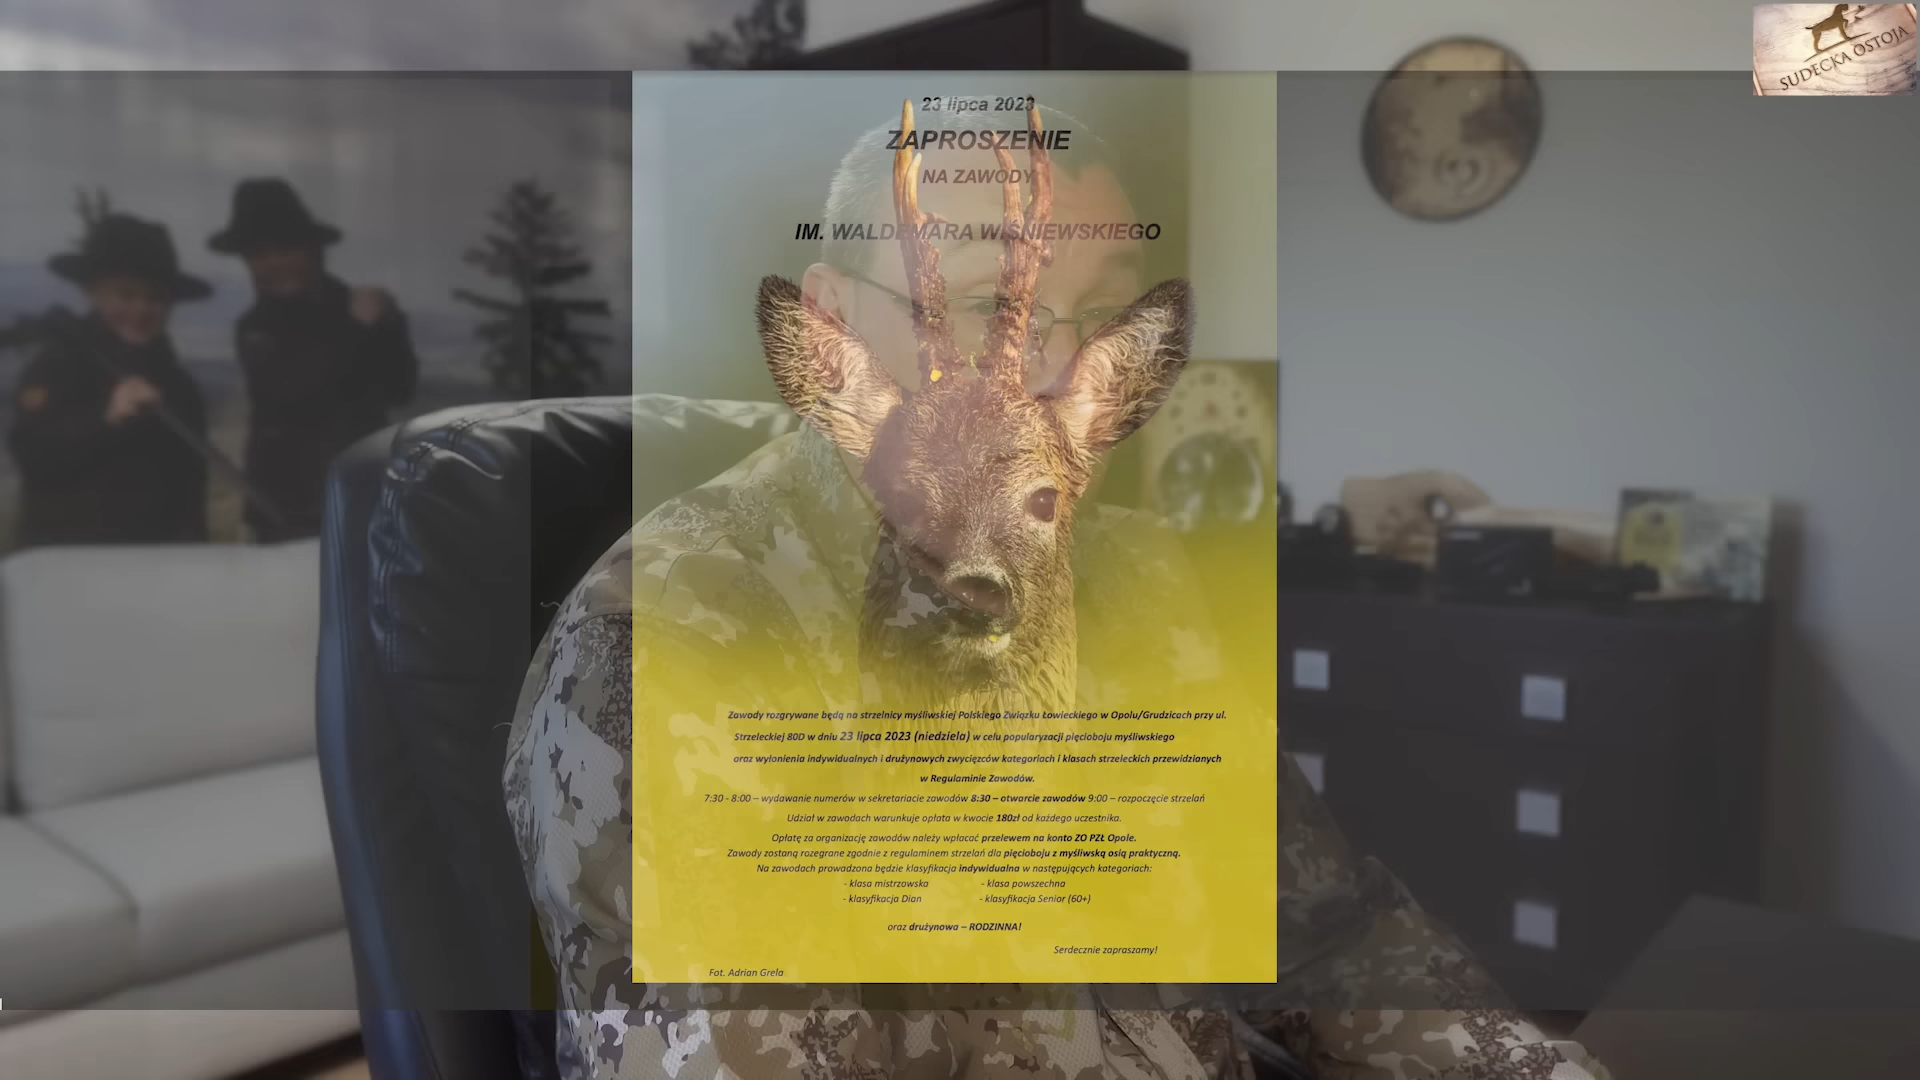 SUDECKA OSTOJA
23 lipca 2023
ZAPROSZENIE
NA ZAWODY
IM. WALDEMARA WIŚNIEWSKIEGO
Zawody rozgrywane będą na strzelnicy myśliwskiej Polskiego Związku Łowieckiego w Opolu/Grudzicach przy ul.
Strzeleckiej 80D w dniu 23 lipca 2023 (niedziela) w celu popularyzacji pięcioboju myśliwskiego
oraz wyłonienia indywidualnych i drużynowych zwycięzców kategoriach i klasach strzeleckich przewidzianych
w Regulaminie Zawodów.
7:30 - 8:00 – wydawanie numerów w sekretariacie zawodów 8:30 – otwarcie zawodów 9:00 – rozpoczęcie strzelań
Udział w zawodach warunkuje opłata w kwocie 180zł od każdego uczestnika.
Opłatę za organizację zawodów należy wpłacać przelewem na konto ZO PZŁ Opole.
Zawody zostaną rozegrane zgodnie z regulaminem strzelań dla pięcioboju z myśliwską osią praktyczną.
Na zawodach prowadzona będzie klasyfikacja indywidualna w następujących kategoriach:
- klasa mistrzowska - klasa powszechna
- klasyfikacja Dian - klasyfikacja Senior (60+)
oraz drużynowa – RODZINNA!
Serdecznie zapraszamy!
Fot. Adrian Grela